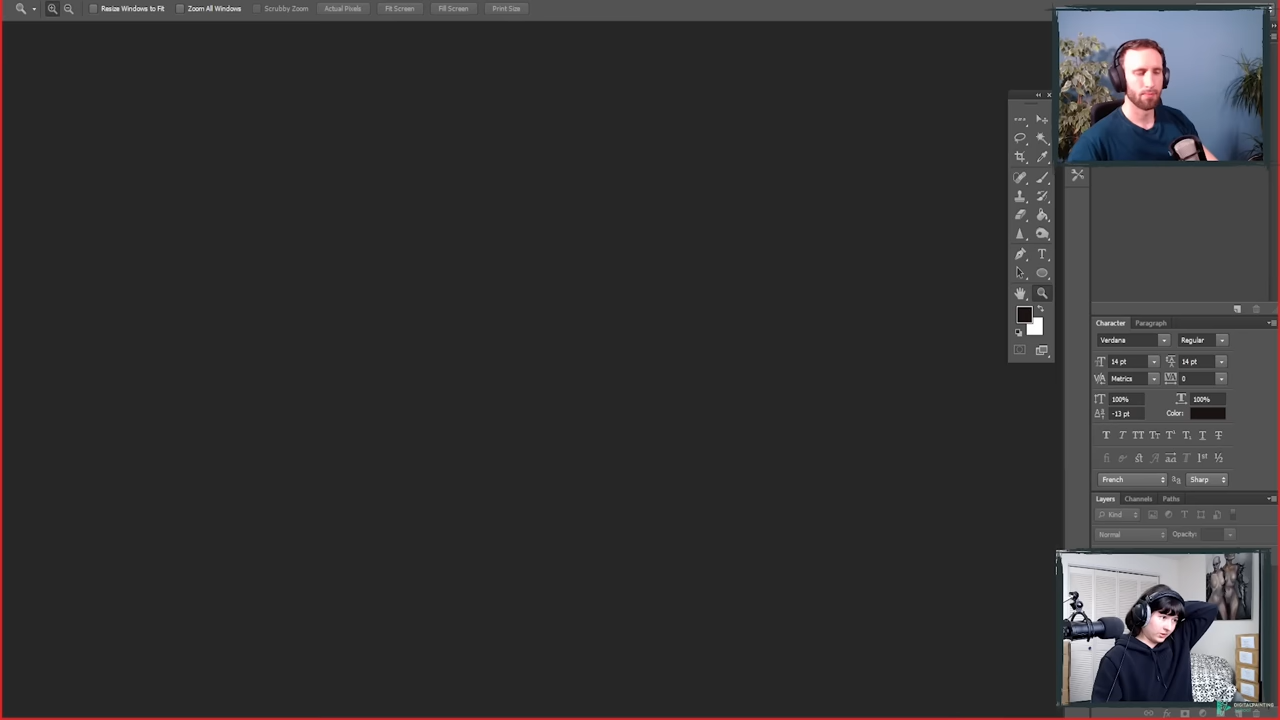 Resize Windows to Fit Zoom All Windows Scrubby Zoom Actual Pixels Fit Screen Fill Screen Print Size
Character Paragraph
Verdana Regular
14 pt 14 pt
Metrics 0
100% 100%
-13 pt Color:
French Sharp
Layers Channels Paths
Kind
Normal Opacity: